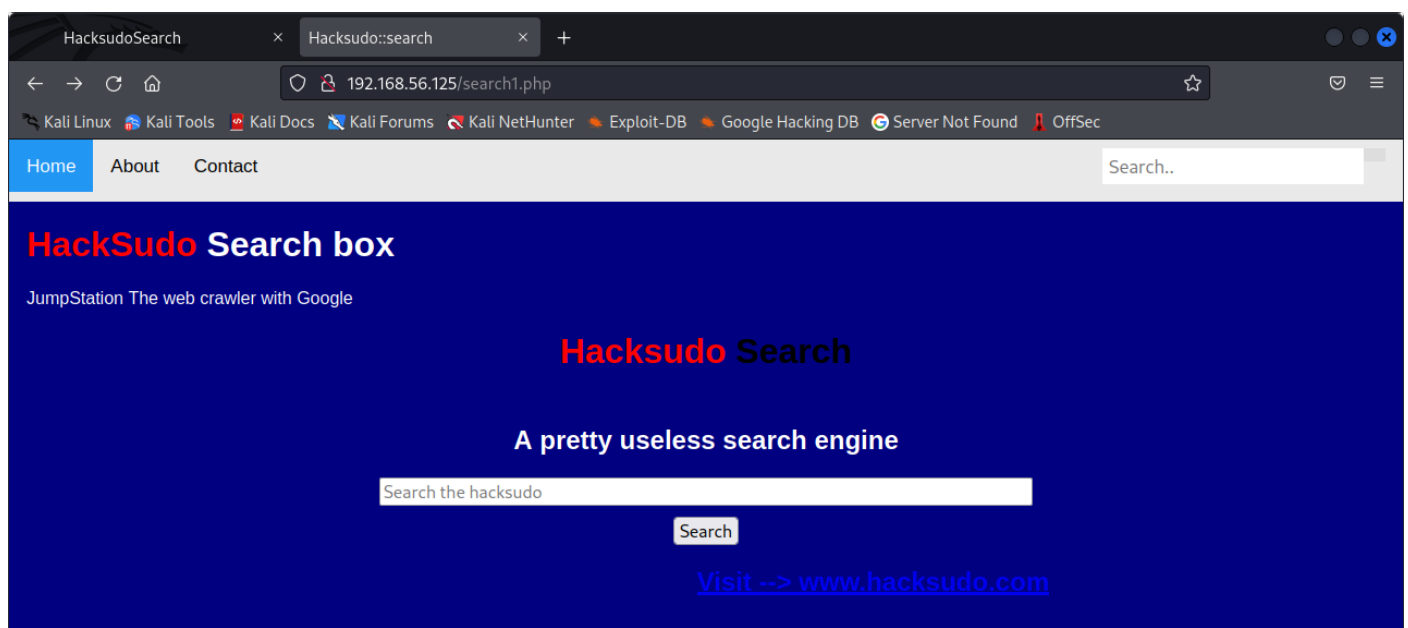 HacksudoSearch × Hacksudo::search × +
192.168.56.125/search1.php
Kali Linux Kali Tools Kali Docs Kali Forums Kali NetHunter Exploit-DB Google Hacking DB Server Not Found OffSec
Home About Contact Search..
HackSudo Search box
JumpStation The web crawler with Google
Hacksudo Search
A pretty useless search engine
Search the hacksudo
Search
Visit --> www.hacksudo.com